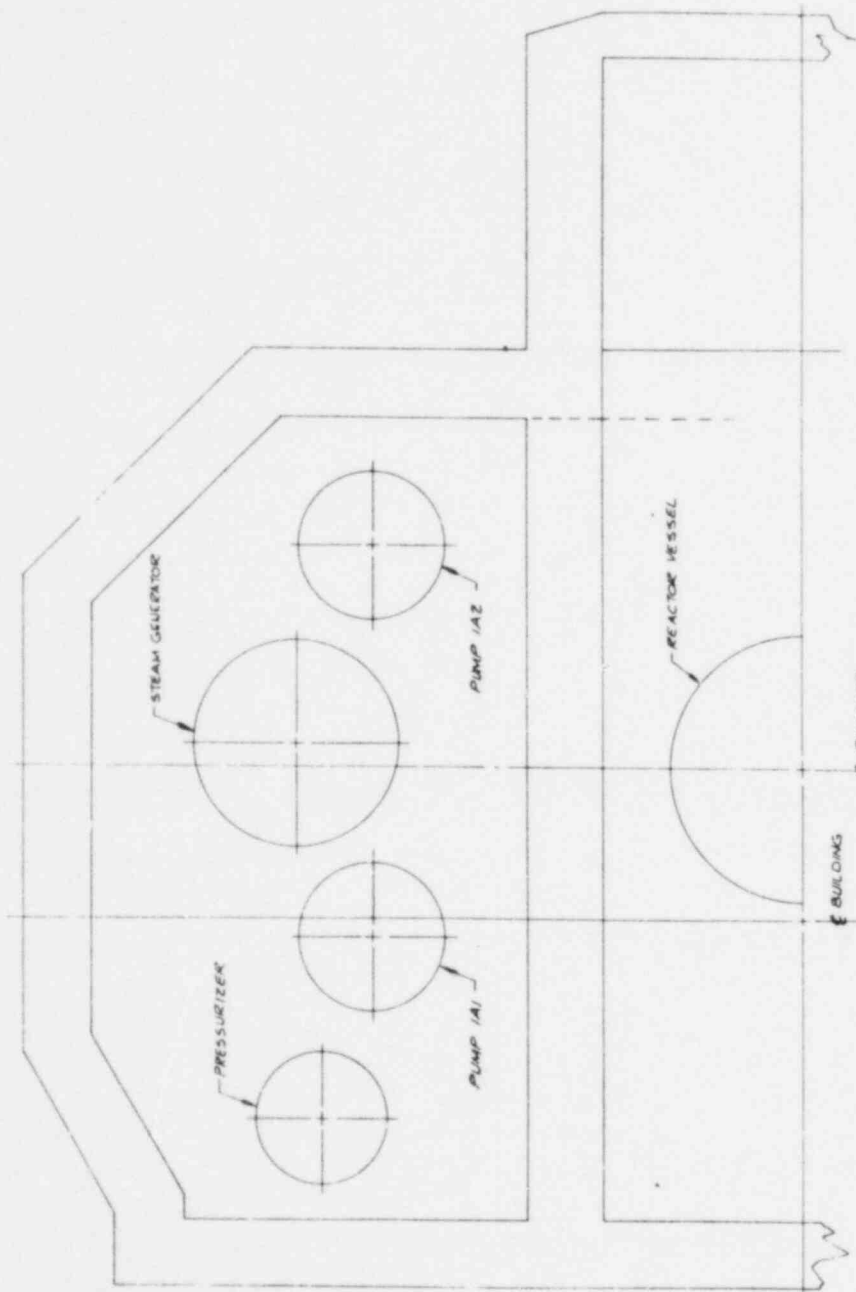 STEAM GENERATOR
PUMP 1A2
REACTOR VESSEL
PRESSURIZER
PUMP 1A1
℄ BUILDING